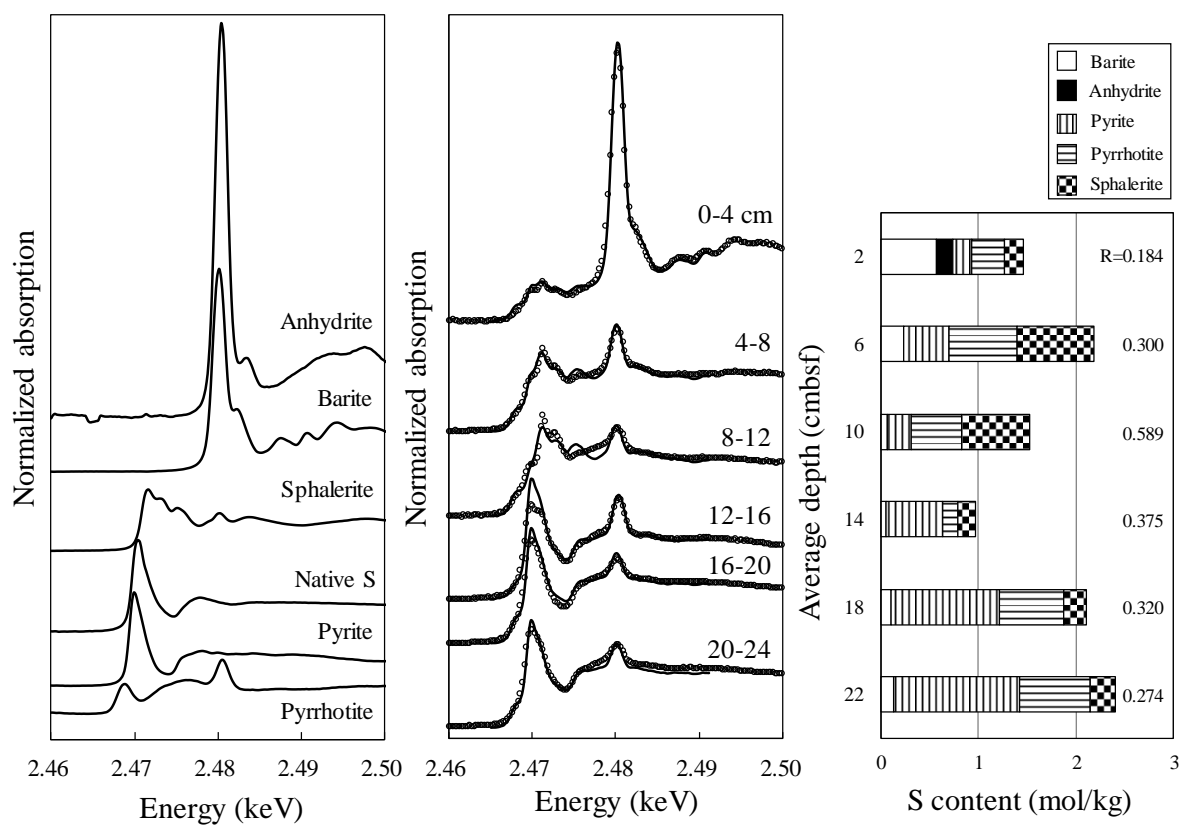 Normalized absorption
Anhydrite
Barite
Sphalerite
Native S
Pyrite
Pyrrhotite
2.46 2.47 2.48 2.49 2.50
Energy (keV)
Normalized absorption
0-4 cm
4-8
8-12
12-16
16-20
20-24
2.46 2.47 2.48 2.49 2.50
Energy (keV)
Barite
Anhydrite
Pyrite
Pyrrhotite
Sphalerite
Average depth (cmbsf)
2 R=0.184
6 0.300
10 0.589
14 0.375
18 0.320
22 0.274
0 1 2 3
S content (mol/kg)